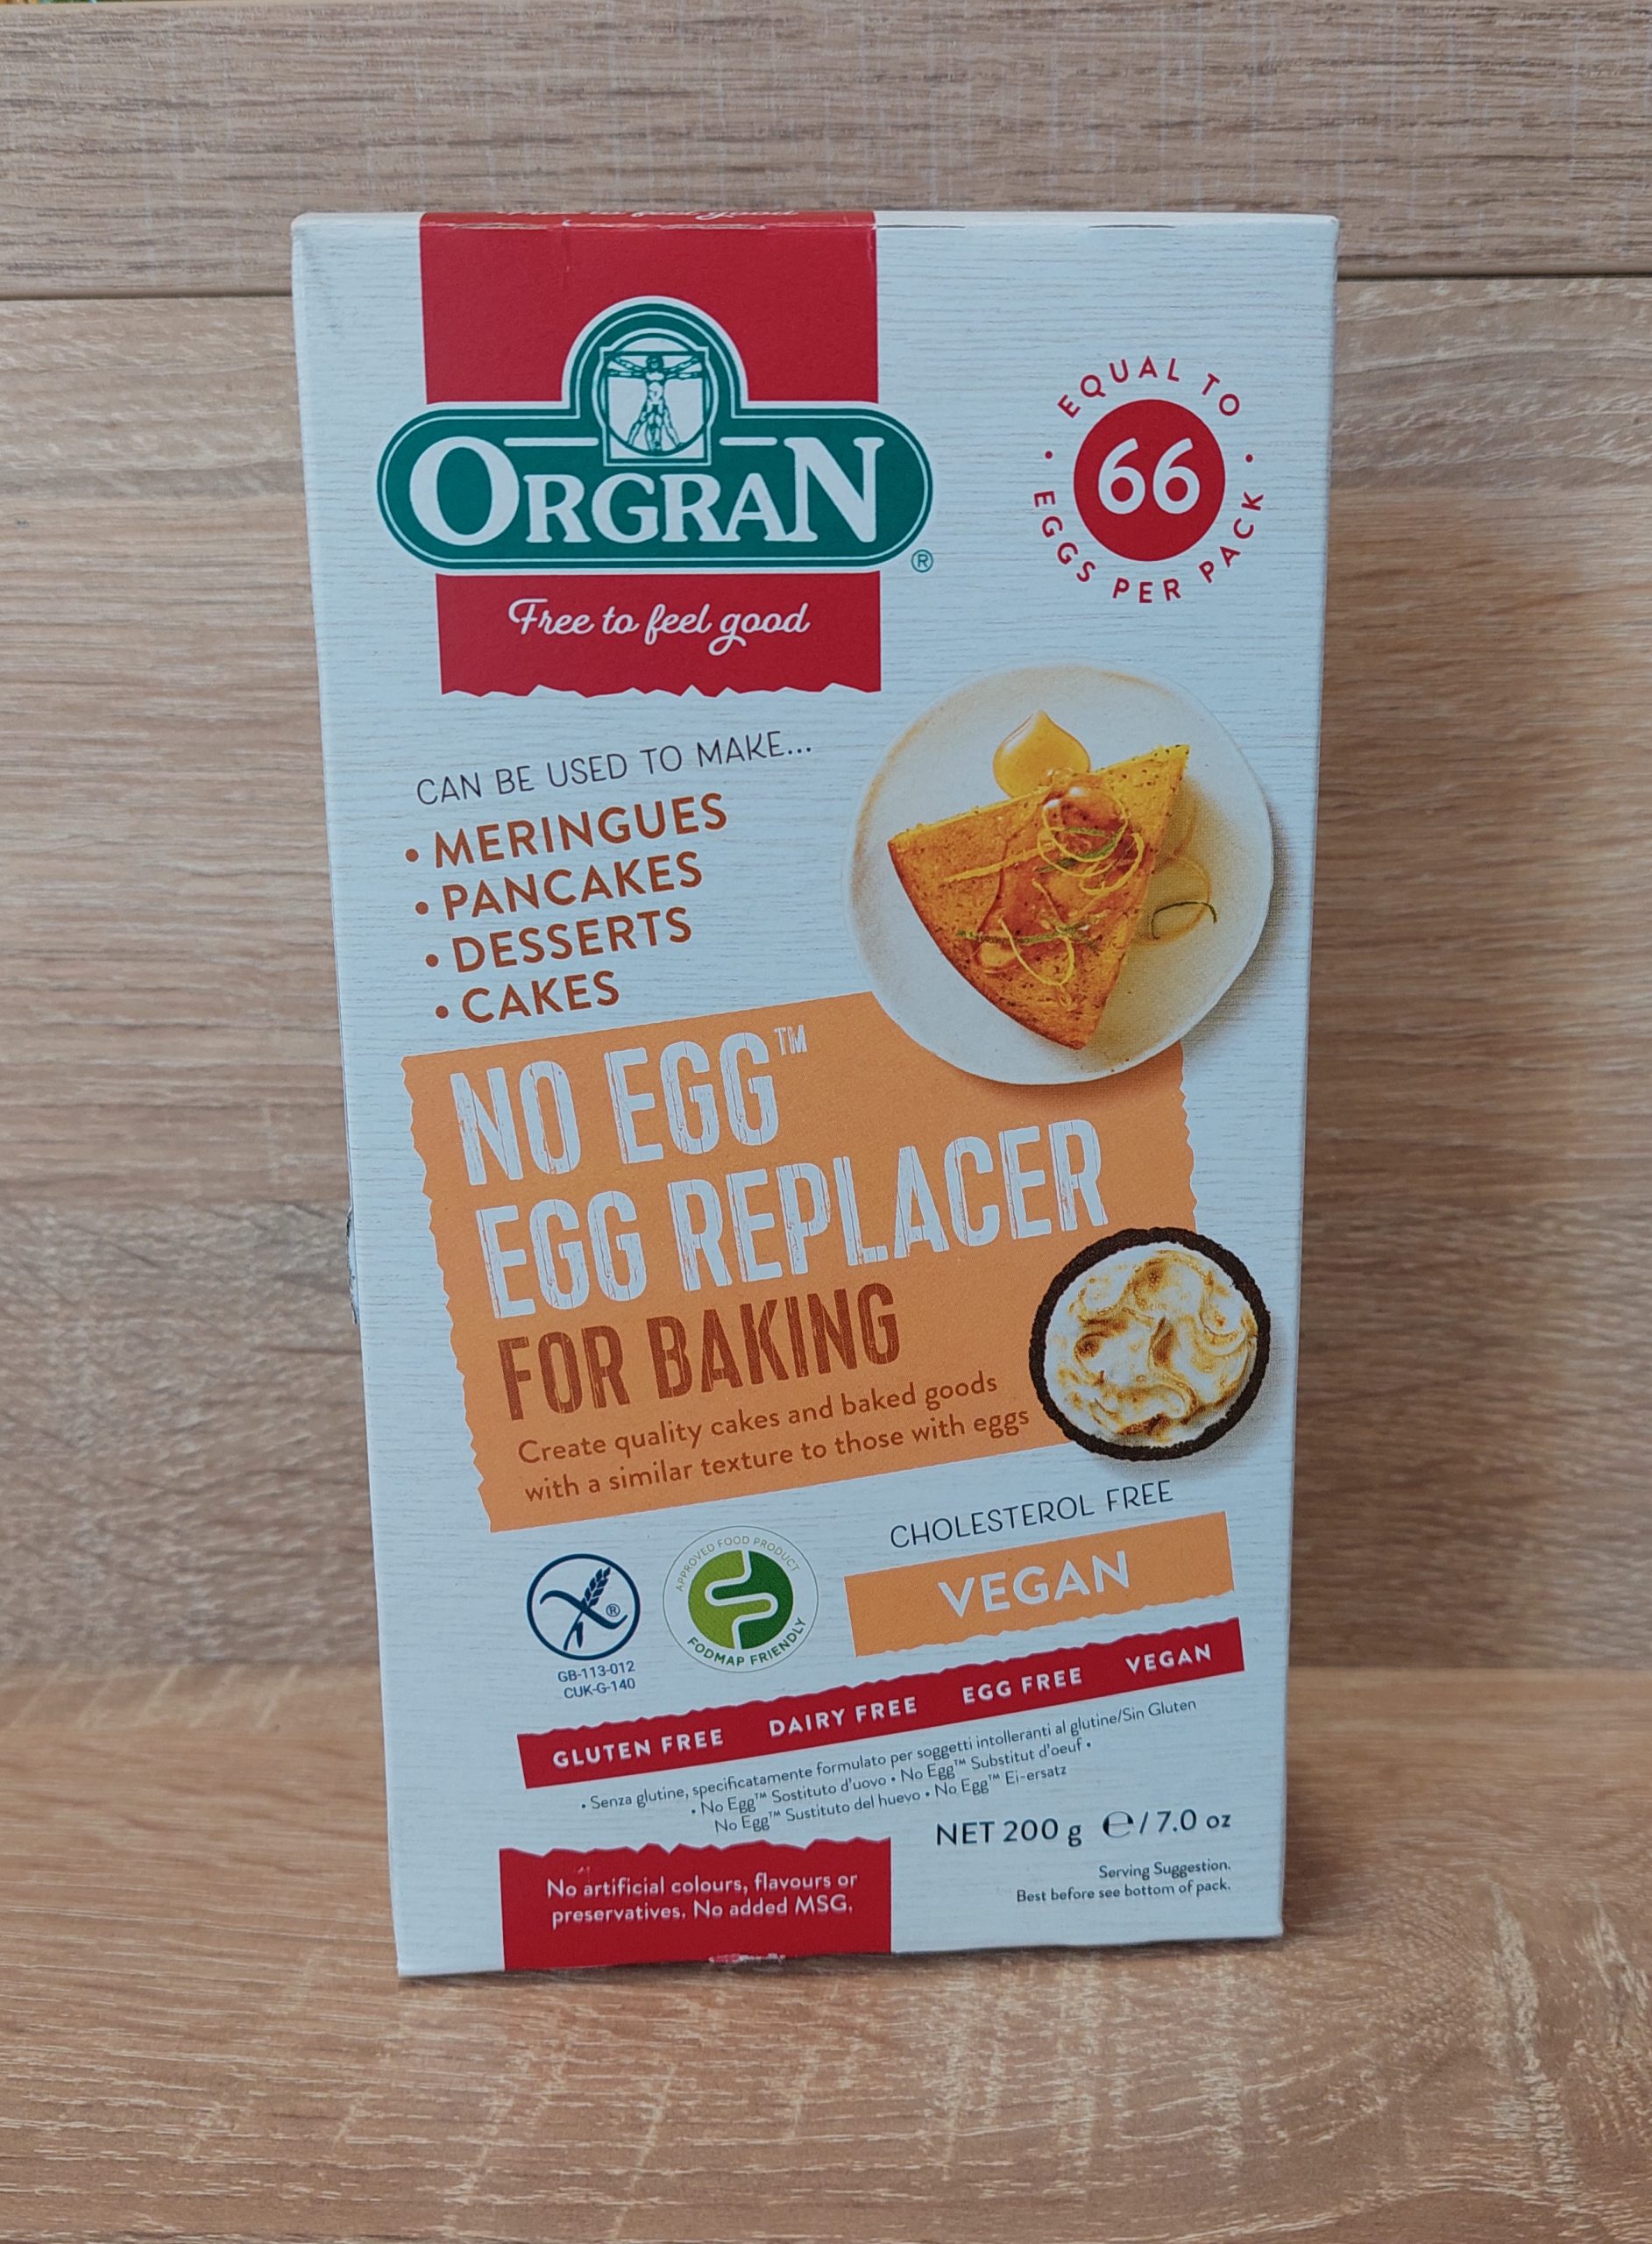 ORGRAN
®
Free to feel good
EQUAL TO
66
EGGS PER PACK
CAN BE USED TO MAKE...
• MERINGUES
• PANCAKES
• DESSERTS
• CAKES
NO EGG™
EGG REPLACER
FOR BAKING
Create quality cakes and baked goods
with a similar texture to those with eggs
CHOLESTEROL FREE
VEGAN
®
GB-113-012
CUK-G-140
APPROVED FOOD PRODUCT
FODMAP FRIENDLY
GLUTEN FREE DAIRY FREE EGG FREE VEGAN
• Senza glutine, specificatamente formulato per soggetti intolleranti al glutine/Sin Gluten
• No Egg™ Sostituto d'uovo • No Egg™ Substitut d'oeuf •
No Egg™ Sustituto del huevo • No Egg™ Ei-ersatz
NET 200 g ℮/7.0 oz
Serving Suggestion.
Best before see bottom of pack.
No artificial colours, flavours or
preservatives. No added MSG.